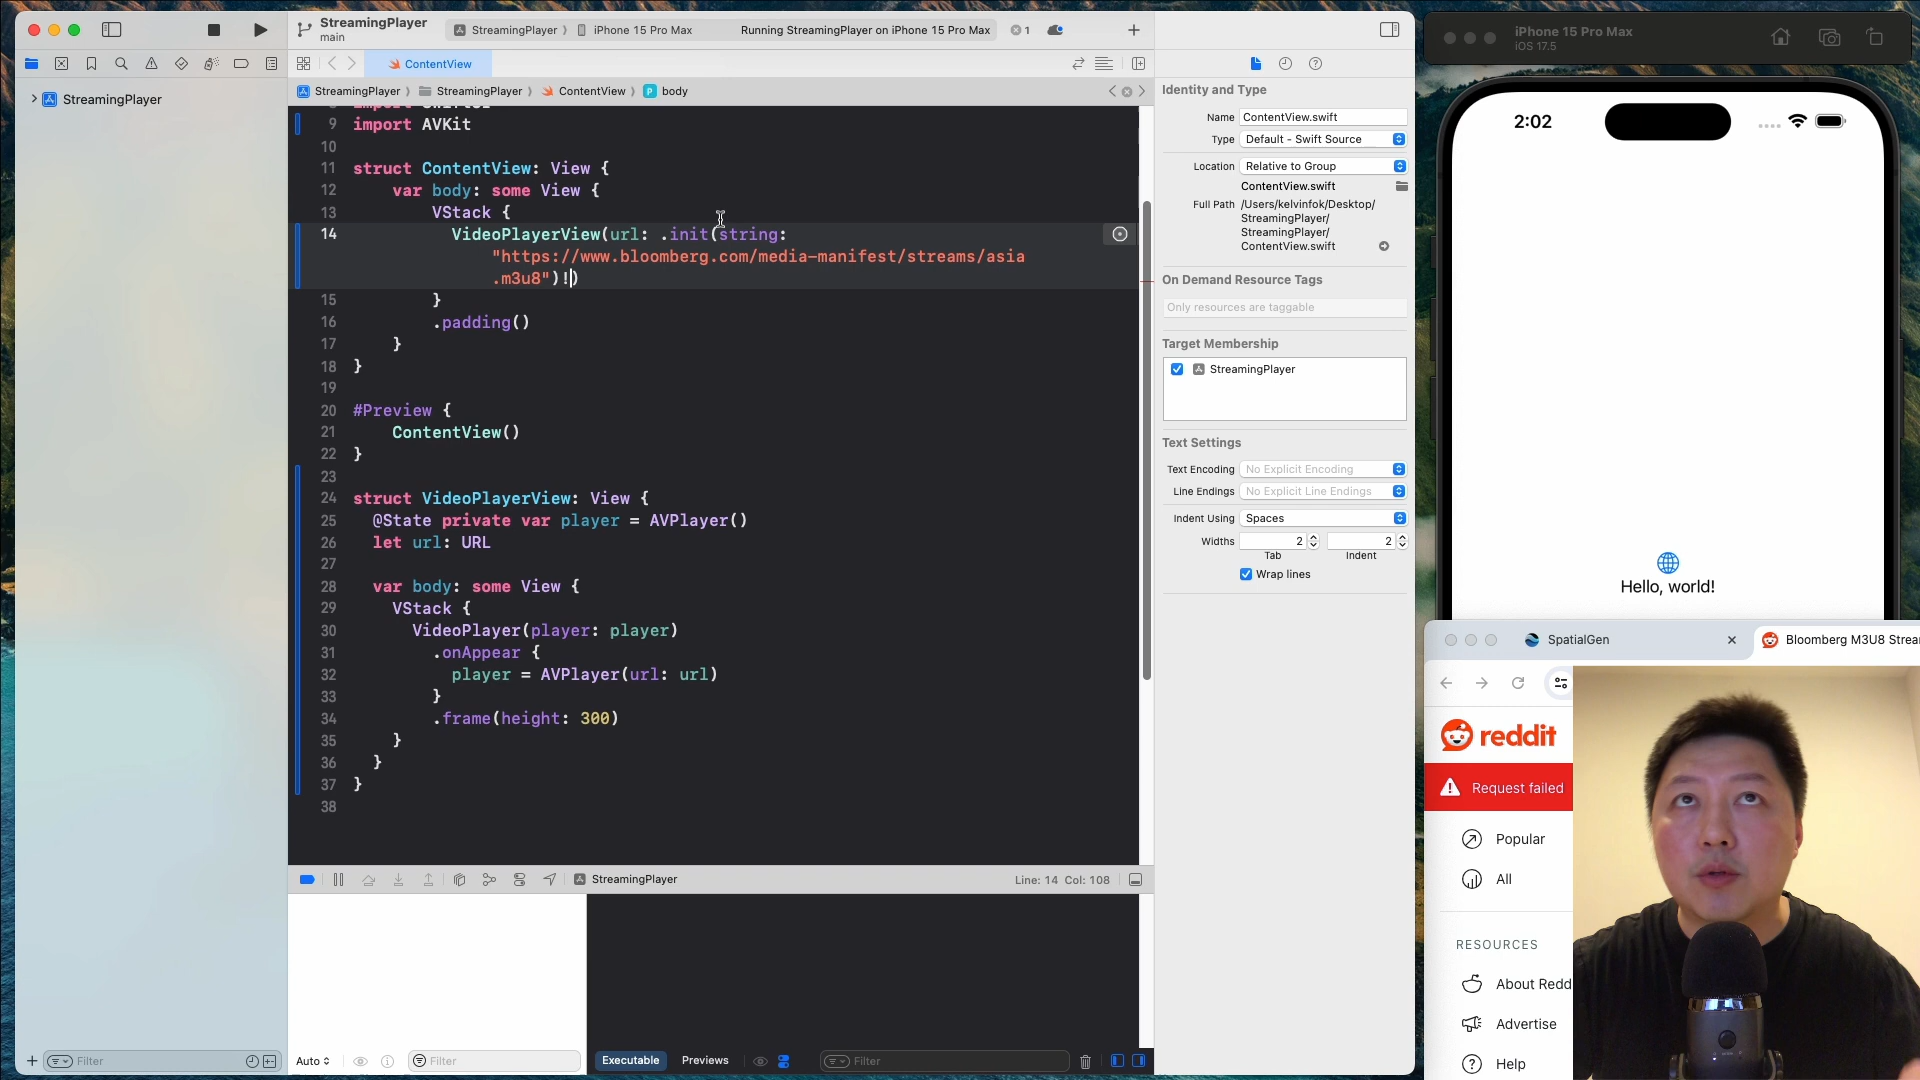 StreamingPlayer
main
StreamingPlayer
iPhone 15 Pro Max
Running StreamingPlayer on iPhone 15 Pro Max
1
ContentView
StreamingPlayer
StreamingPlayer
ContentView
body
StreamingPlayer
9 import AVKit
10
11 struct ContentView: View {
12 var body: some View {
13 VStack {
14 VideoPlayerView(url: .init(string:
"https://www.bloomberg.com/media-manifest/streams/asia
.m3u8")!)
15 }
16 .padding()
17 }
18 }
19
20 #Preview {
21 ContentView()
22 }
23
24 struct VideoPlayerView: View {
25 @State private var player = AVPlayer()
26 let url: URL
27
28 var body: some View {
29 VStack {
30 VideoPlayer(player: player)
31 .onAppear {
32 player = AVPlayer(url: url)
33 }
34 .frame(height: 300)
35 }
36 }
37 }
38
StreamingPlayer
Line: 14 Col: 108
Filter
Auto
Filter
Executable
Previews
Filter
Identity and Type
Name ContentView.swift
Type Default - Swift Source
Location Relative to Group
ContentView.swift
Full Path /Users/kelvinfok/Desktop/
StreamingPlayer/
StreamingPlayer/
ContentView.swift
On Demand Resource Tags
Only resources are taggable
Target Membership
StreamingPlayer
Text Settings
Text Encoding No Explicit Encoding
Line Endings No Explicit Line Endings
Indent Using Spaces
Widths 2 2
Tab Indent
Wrap lines
iPhone 15 Pro Max
iOS 17.5
2:02
Hello, world!
SpatialGen
Bloomberg M3U8 Strea
reddit
Request failed
Popular
All
RESOURCES
About Redd
Advertise
Help